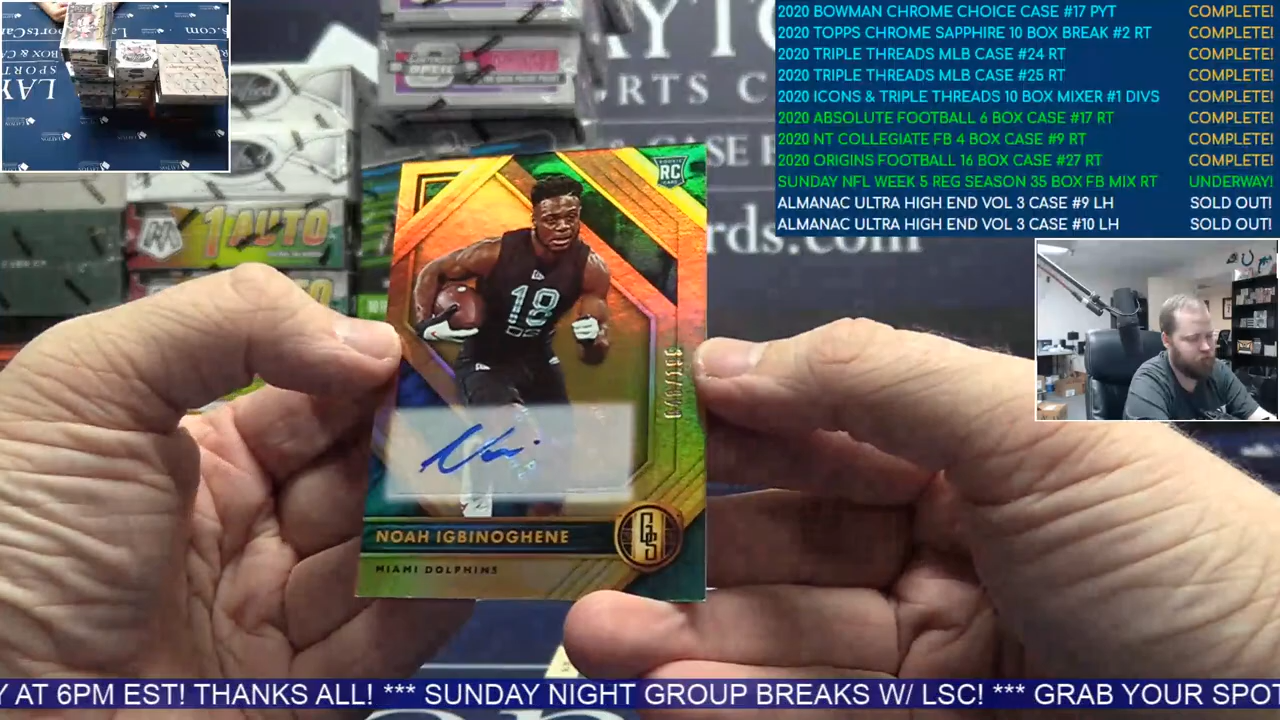 2020 BOWMAN CHROME CHOICE CASE #17 PYT COMPLETE!
2020 TOPPS CHROME SAPPHIRE 10 BOX BREAK #2 RT COMPLETE!
2020 TRIPLE THREADS MLB CASE #24 RT COMPLETE!
2020 TRIPLE THREADS MLB CASE #25 RT COMPLETE!
2020 ICONS & TRIPLE THREADS 10 BOX MIXER #1 DIVS COMPLETE!
2020 ABSOLUTE FOOTBALL 6 BOX CASE #17 RT COMPLETE!
2020 NT COLLEGIATE FB 4 BOX CASE #9 RT COMPLETE!
2020 ORIGINS FOOTBALL 16 BOX CASE #27 RT COMPLETE!
SUNDAY NFL WEEK 5 REG SEASON 35 BOX FB MIX RT UNDERWAY!
ALMANAC ULTRA HIGH END VOL 3 CASE #9 LH SOLD OUT!
ALMANAC ULTRA HIGH END VOL 3 CASE #10 LH SOLD OUT!
RC
18
GS
NOAH IGBINOGHENE
MIAMI DOLPHINS
1 AUTO
RTS C
rds.com
Y AT 6PM EST! THANKS ALL! *** SUNDAY NIGHT GROUP BREAKS W/ LSC! *** GRAB YOUR SPOT